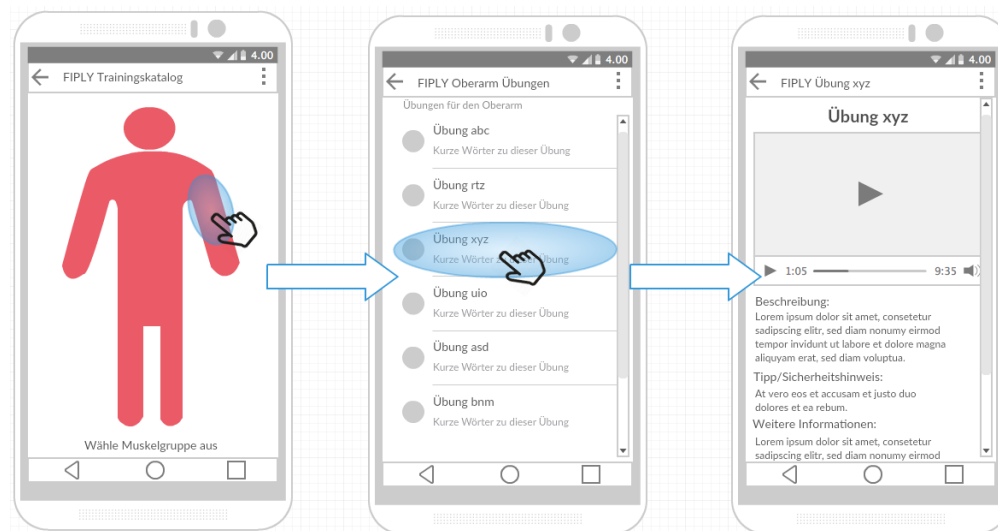 4.00
FIPLY Trainingskatalog
Wähle Muskelgruppe aus
4.00
FIPLY Oberarm Übungen
Übungen für den Oberarm
Übung abc
Kurze Wörter zu dieser Übung
Übung rtz
Kurze Wörter zu dieser Übung
Übung xyz
Kurze Wörter zu dieser Übung
Übung uio
Kurze Wörter zu dieser Übung
Übung asd
Kurze Wörter zu dieser Übung
Übung bnm
Kurze Wörter zu dieser Übung
4.00
FIPLY Übung xyz
Übung xyz
1:05 9:35
Beschreibung:
Lorem ipsum dolor sit amet, consetetur
sadipscing elitr, sed diam nonumy eirmod
tempor invidunt ut labore et dolore magna
aliquyam erat, sed diam voluptua.
Tipp/Sicherheitshinweis:
At vero eos et accusam et justo duo
dolores et ea rebum.
Weitere Informationen:
Lorem ipsum dolor sit amet, consetetur
sadipscing elitr, sed diam nonumy eirmod